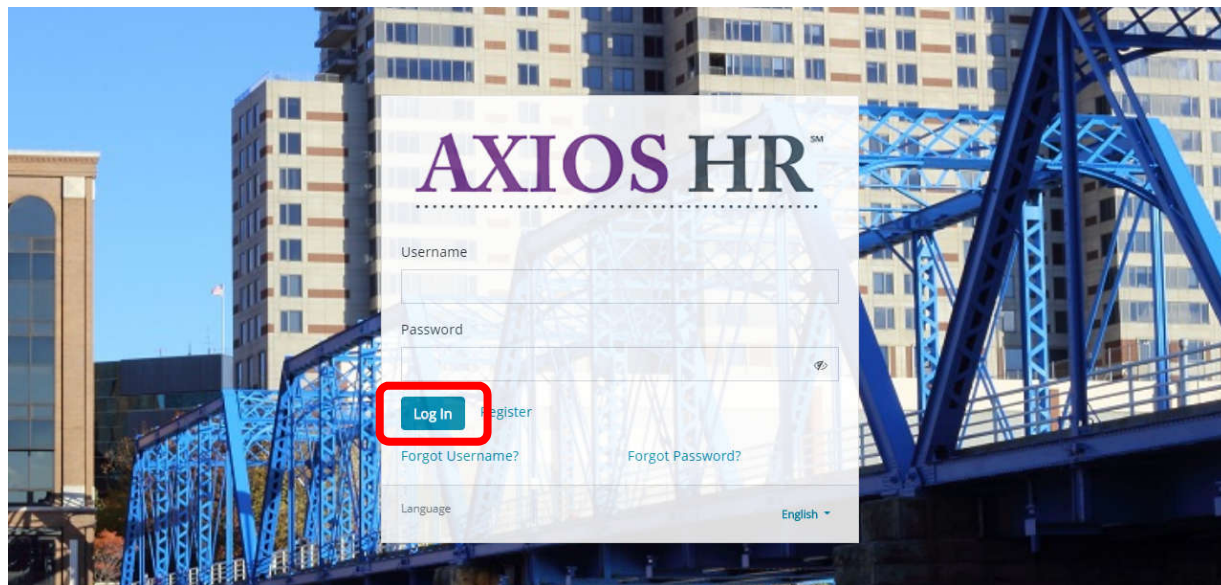 AXIOS HR℠
Username
Password
Log In Register
Forgot Username? Forgot Password?
Language English